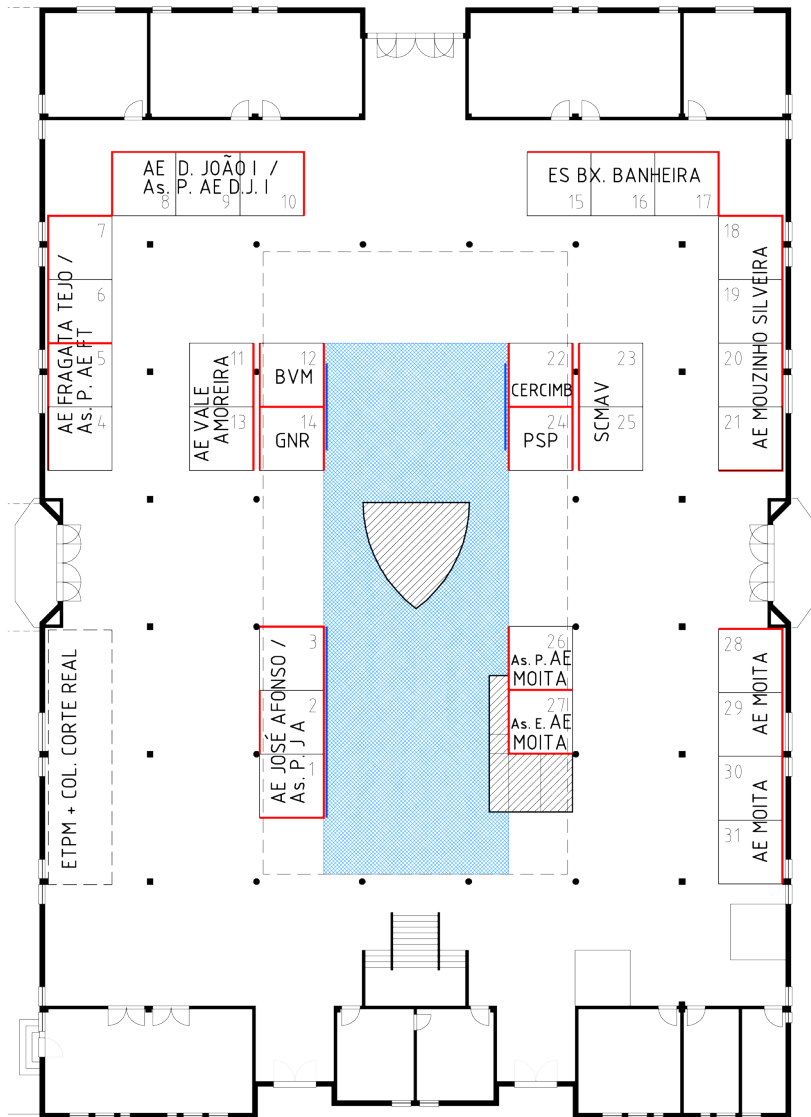 AE D. JOÃO I /
As. P. AE D.J. I
8
9
10
ES BX. BANHEIRA
15
16
17
7
6
5
4
AE FRAGATA TEJO /
As. P. AE FT
18
19
20
21
AE MOUZINHO SILVEIRA
11
13
AE VALE
AMOREIRA
12
BVM
14
GNR
22
CERCIMB
24
PSP
23
25
SCMAV
3
2
1
AE JOSÉ AFONSO /
As. P. J A
26
As. P. AE
MOITA
27
As. E. AE
MOITA
28
29
AE MOITA
30
31
AE MOITA
ETPM + COL. CORTE REAL